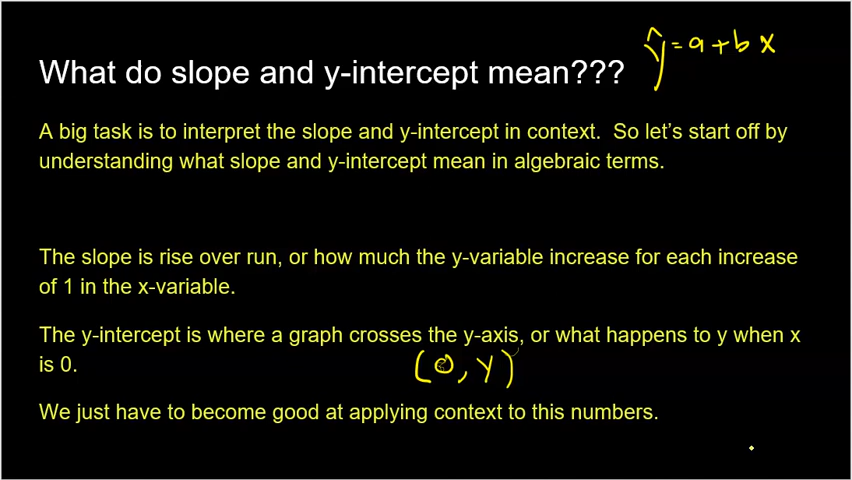 ŷ = a + b x
What do slope and y-intercept mean???
A big task is to interpret the slope and y-intercept in context.  So let's start off by
understanding what slope and y-intercept mean in algebraic terms.
The slope is rise over run, or how much the y-variable increase for each increase
of 1 in the x-variable.
The y-intercept is where a graph crosses the y-axis, or what happens to y when x
is 0.
(0, y)
We just have to become good at applying context to this numbers.